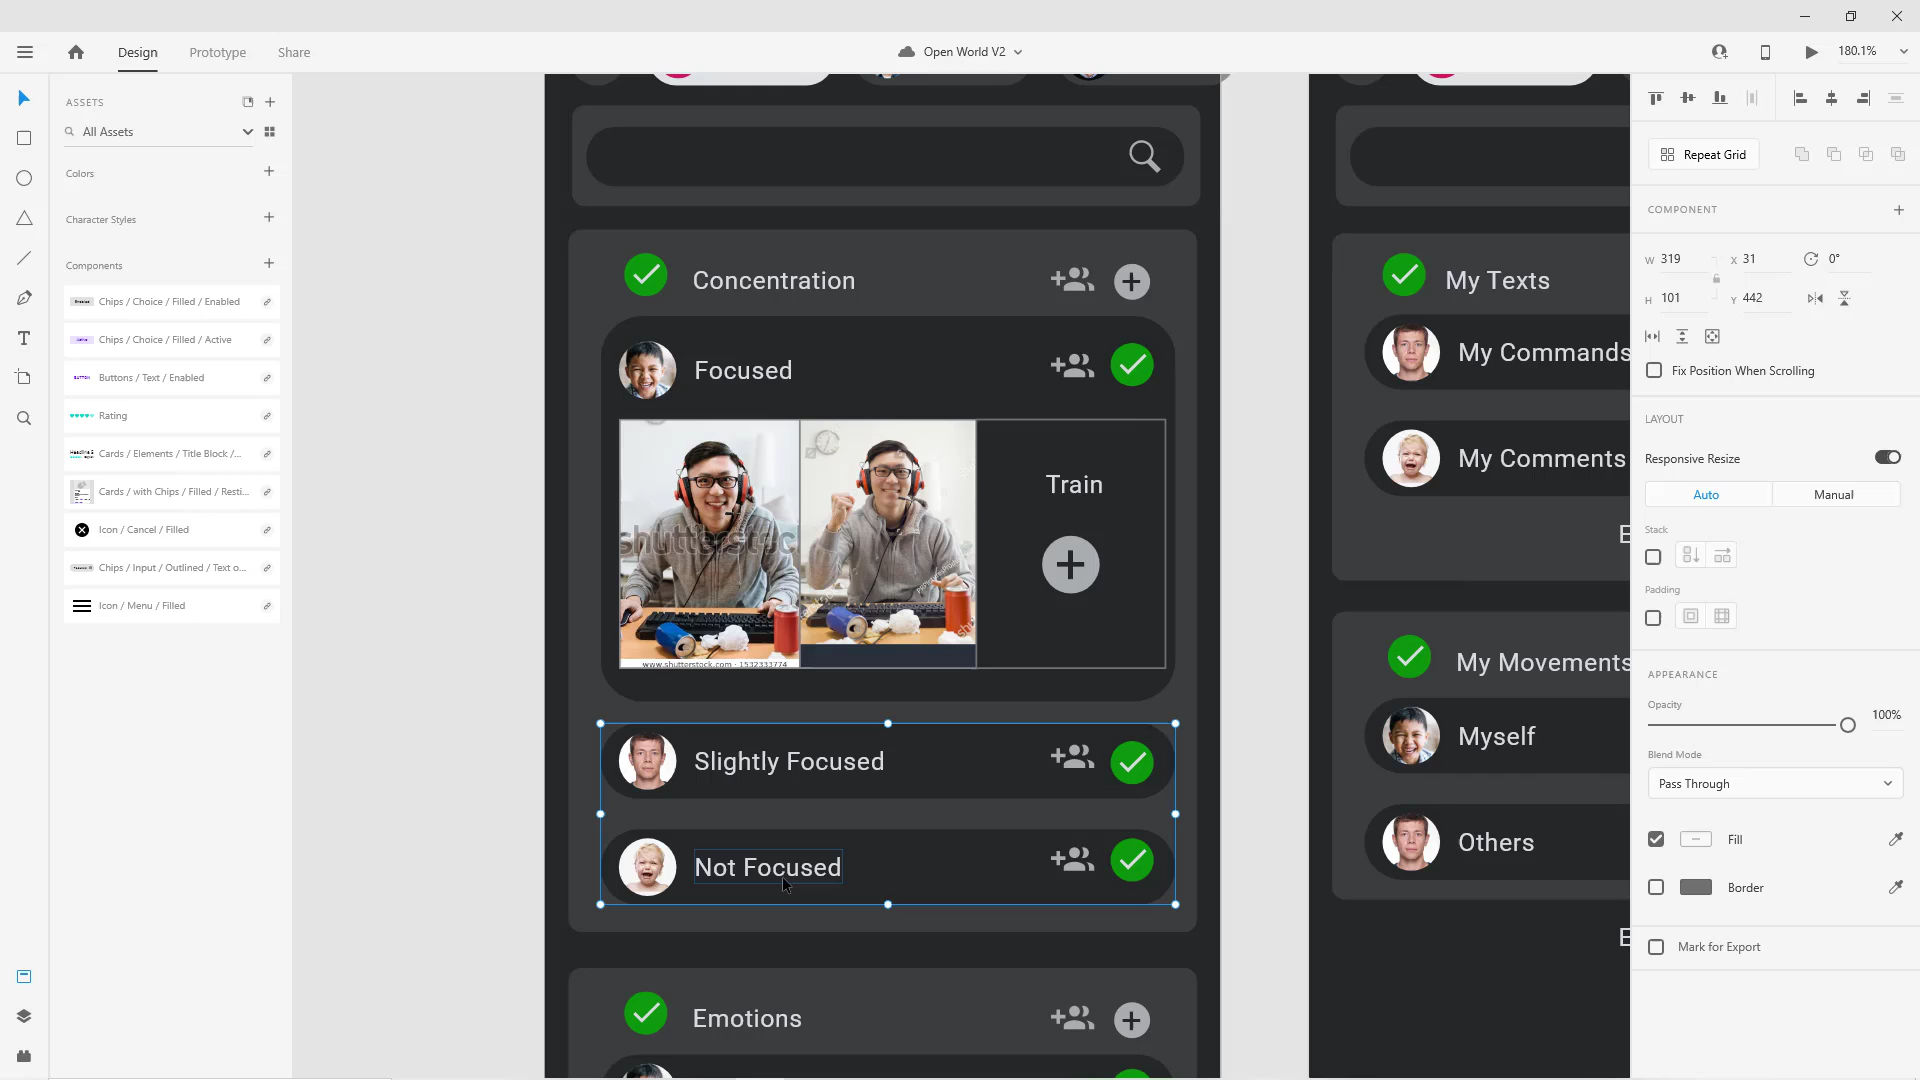 Design
Prototype
Share
Open World V2
180.1%
ASSETS
All Assets
Colors
Character Styles
Components
Chips / Choice / Filled / Enabled
Chips / Choice / Filled / Active
Buttons / Text / Enabled
Rating
Cards / Elements / Title Block /...
Cards / with Chips / Filled / Resti...
Icon / Cancel / Filled
Chips / Input / Outlined / Text o...
Icon / Menu / Filled
Concentration
Focused
Train
shutterstock
www.shutterstock.com · 1532331774
Slightly Focused
Not Focused
Emotions
My Texts
My Commands
My Comments
E
My Movements
Myself
Others
E
Repeat Grid
COMPONENT
W 319
X 31
0°
H 101
Y 442
Fix Position When Scrolling
LAYOUT
Responsive Resize
Auto
Manual
Stack
Padding
APPEARANCE
Opacity
100%
Blend Mode
Pass Through
Fill
Border
Mark for Export